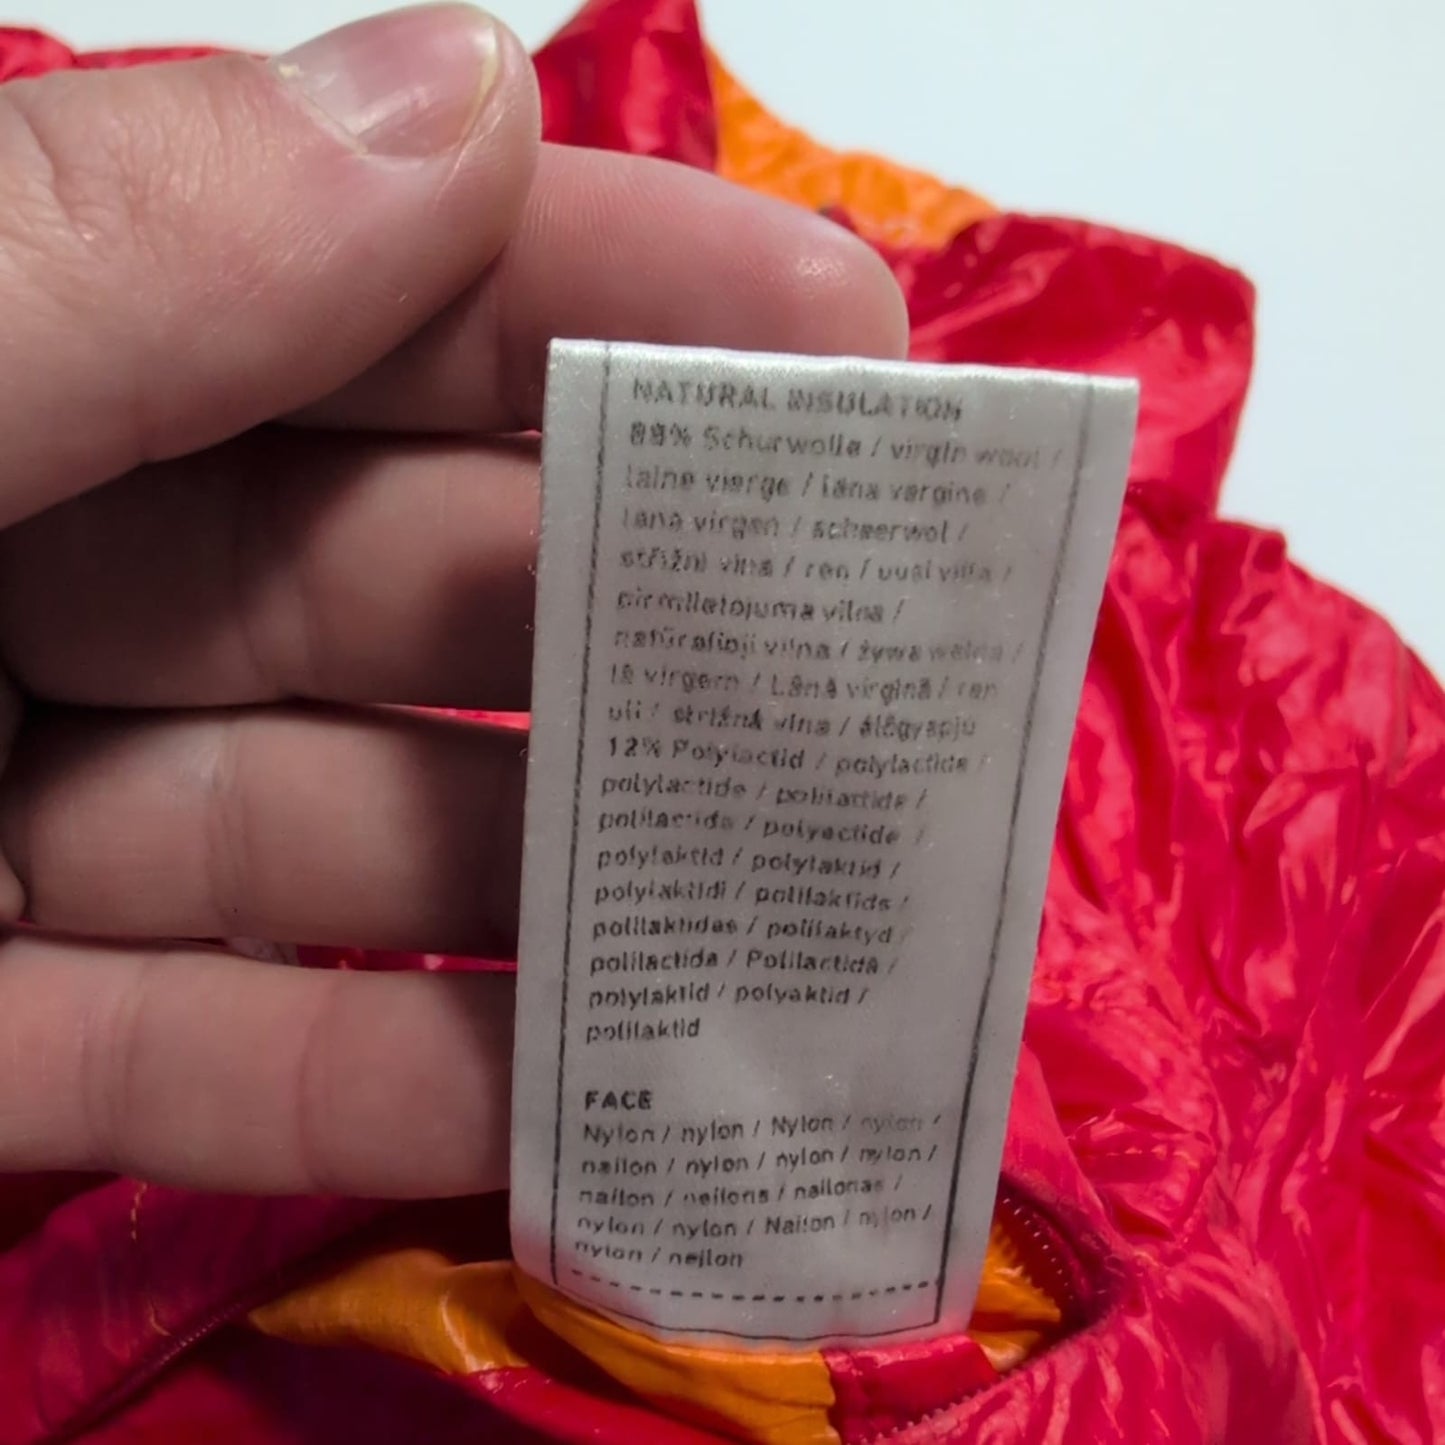 NATURAL INSULATION
88% Schurwolle / virgin wool /
laine vierge / lana vergine /
lana virgen / scheerwol /
střižní vlna / ren / uusi villa /
pirmlietojuma vilna /
natūralioji vilna / żywa wełna /
lã virgem / Lână virgină / ren
ull / strižná vlna / élőgyapjú
12% Polylactid / polylactide /
polylactide / polilattide /
polilactida / polyactide /
polylaktid / polylaktid /
polylaktidi / polilaktīds /
polilaktidas / polilaktyd /
polilactida / Polilactida /
polylaktid / polyaktid /
polilaktid
FACE
Nylon / nylon / Nylon / nylon /
nailon / nylon / nylon / nylon /
nailon / neilons / nailonas /
nylon / nylon / Nailon / nylon /
nylon / nejlon